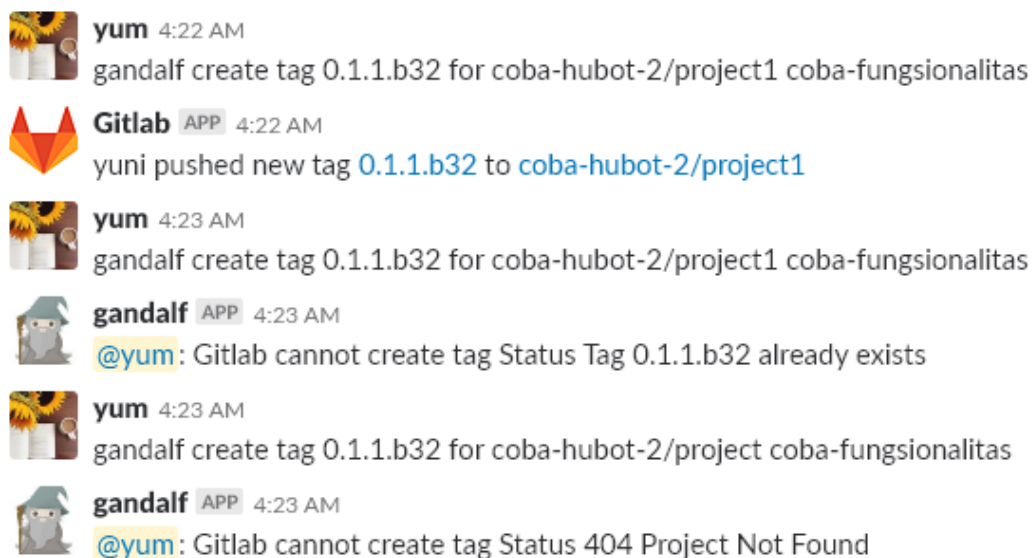 yum 4:22 AM
gandalf create tag 0.1.1.b32 for coba-hubot-2/project1 coba-fungsionalitas
Gitlab APP 4:22 AM
yuni pushed new tag 0.1.1.b32 to coba-hubot-2/project1
yum 4:23 AM
gandalf create tag 0.1.1.b32 for coba-hubot-2/project1 coba-fungsionalitas
gandalf APP 4:23 AM
@yum: Gitlab cannot create tag Status Tag 0.1.1.b32 already exists
yum 4:23 AM
gandalf create tag 0.1.1.b32 for coba-hubot-2/project coba-fungsionalitas
gandalf APP 4:23 AM
@yum: Gitlab cannot create tag Status 404 Project Not Found